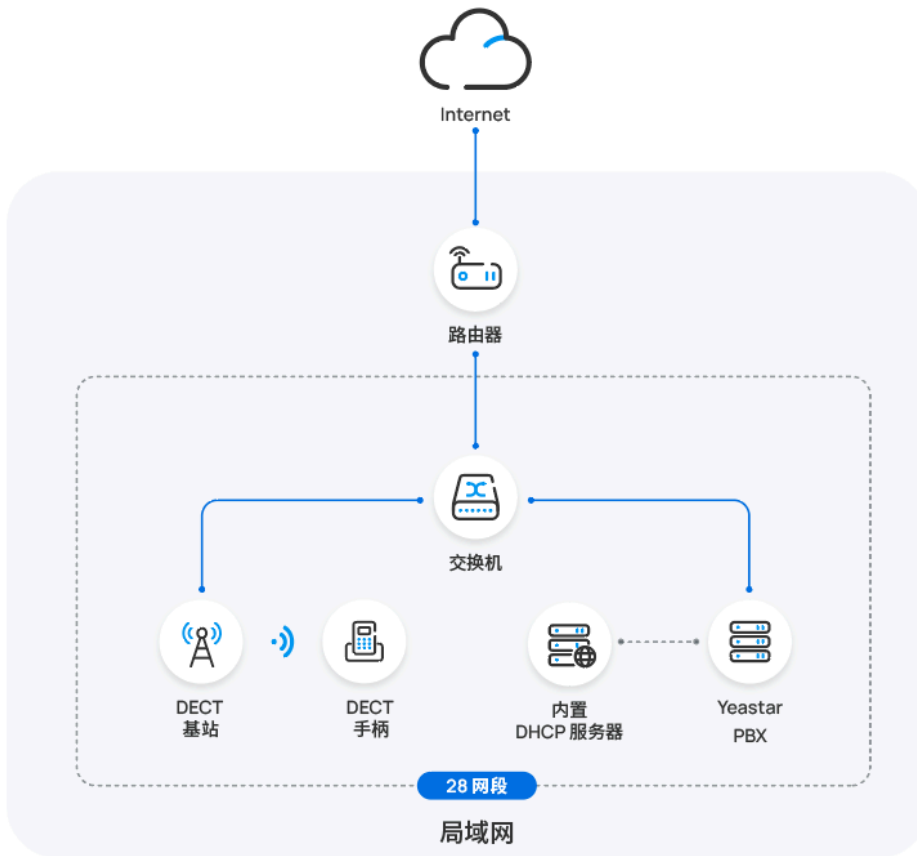 Internet
路由器
交换机
DECT
基站
DECT
手柄
内置
DHCP 服务器
Yeastar
PBX
28 网段
局域网